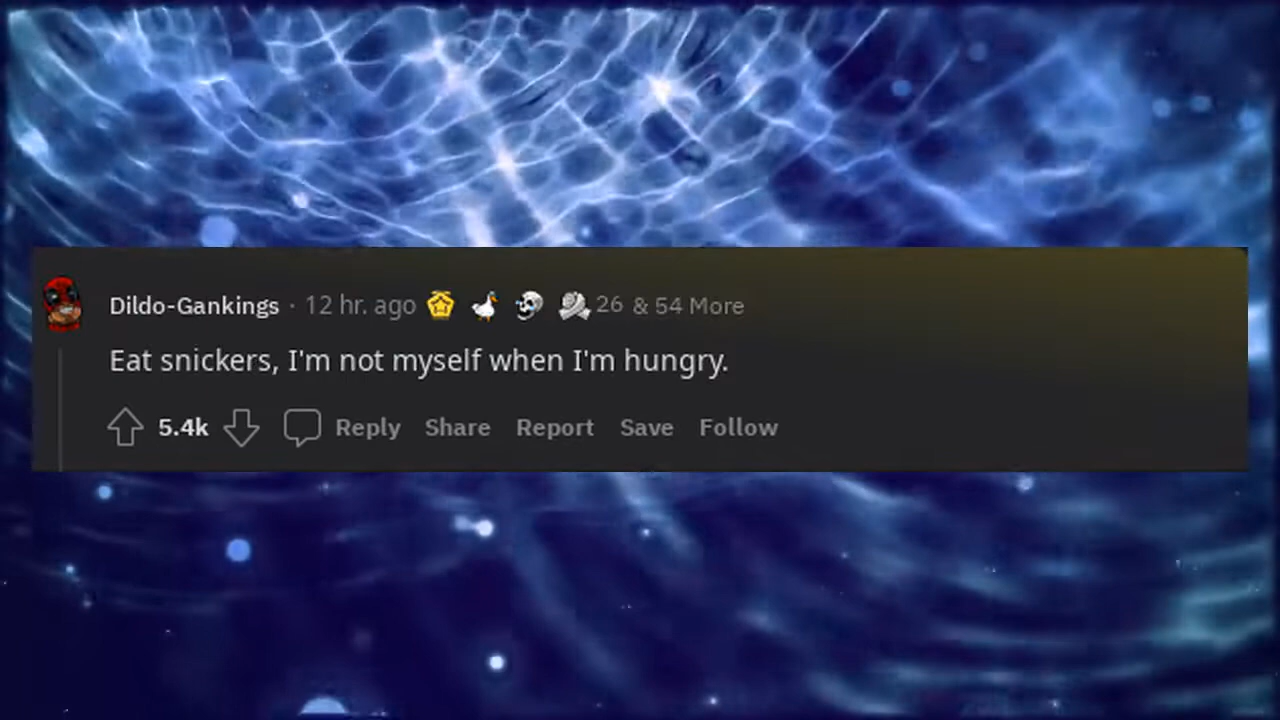 Dildo-Gankings · 12 hr. ago 26 & 54 More
Eat snickers, I'm not myself when I'm hungry.
5.4k Reply Share Report Save Follow